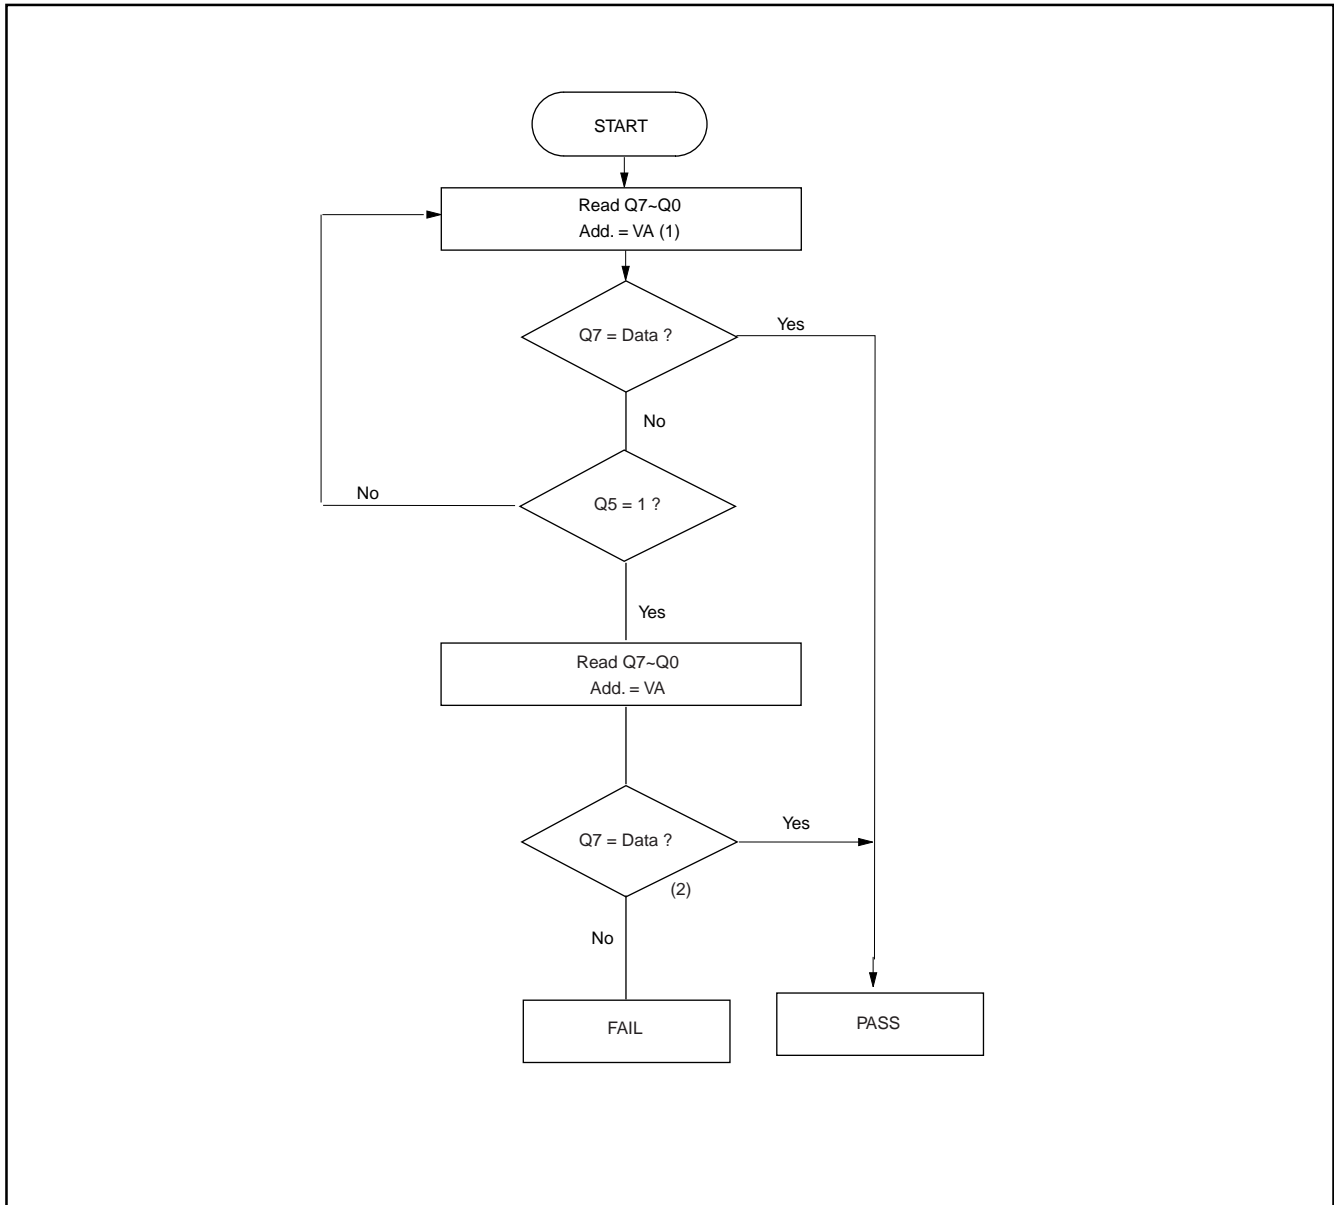 START
Read Q7~Q0
Add. = VA (1)
Q7 = Data ?
Yes
No
Q5 = 1 ?
No
Yes
Read Q7~Q0
Add. = VA
Q7 = Data ?
Yes
(2)
No
FAIL
PASS